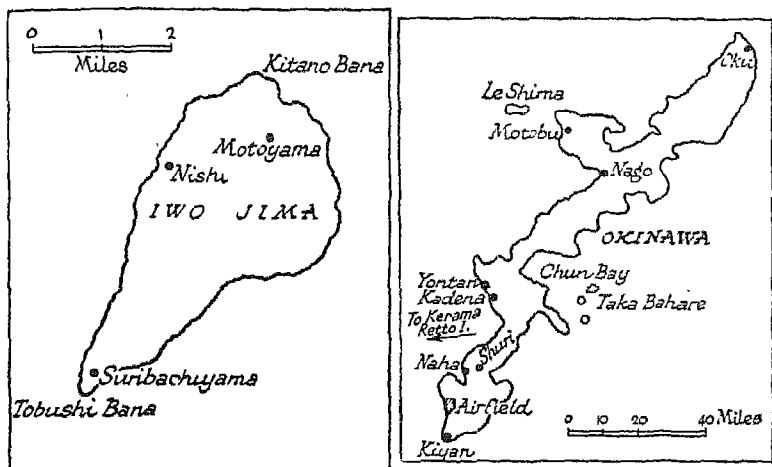 0 1 2
Miles
Kitano Bana
Motoyama
Nishi
IWO JIMA
Suribachiyama
Tobushi Bana
Oku
Le Shima
Motobu
Nago
OKINAWA
Chun Bay
Yontan
Kadena
Taka Bahare
To Kerama
Retto I.
Naha
Shuri
Airfield
Kiyan
0 10 20 40 Miles